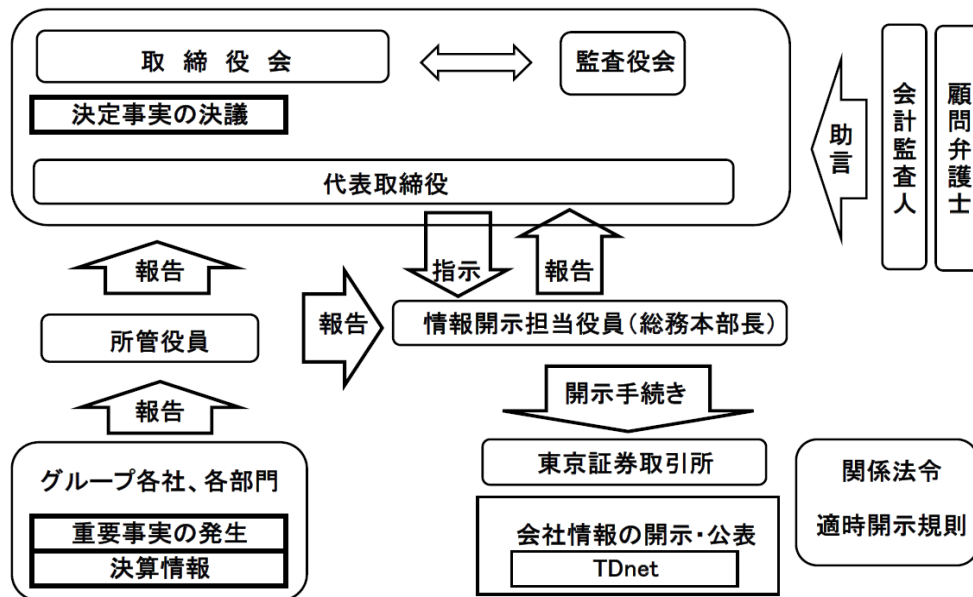 取締役会
監査役会
決定事実の決議
代表取締役
助言
会計監査人
顧問弁護士
報告
指示
報告
所管役員
報告
情報開示担当役員(総務本部長)
報告
開示手続き
グループ各社、各部門
重要事実の発生
決算情報
東京証券取引所
会社情報の開示・公表
TDnet
関係法令
適時開示規則